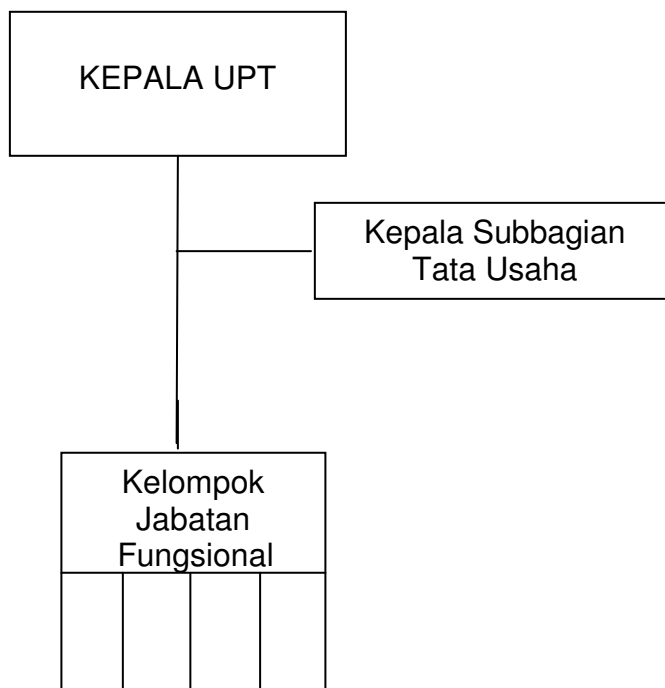 KEPALA UPT
Kepala Subbagian
Tata Usaha
Kelompok
Jabatan
Fungsional